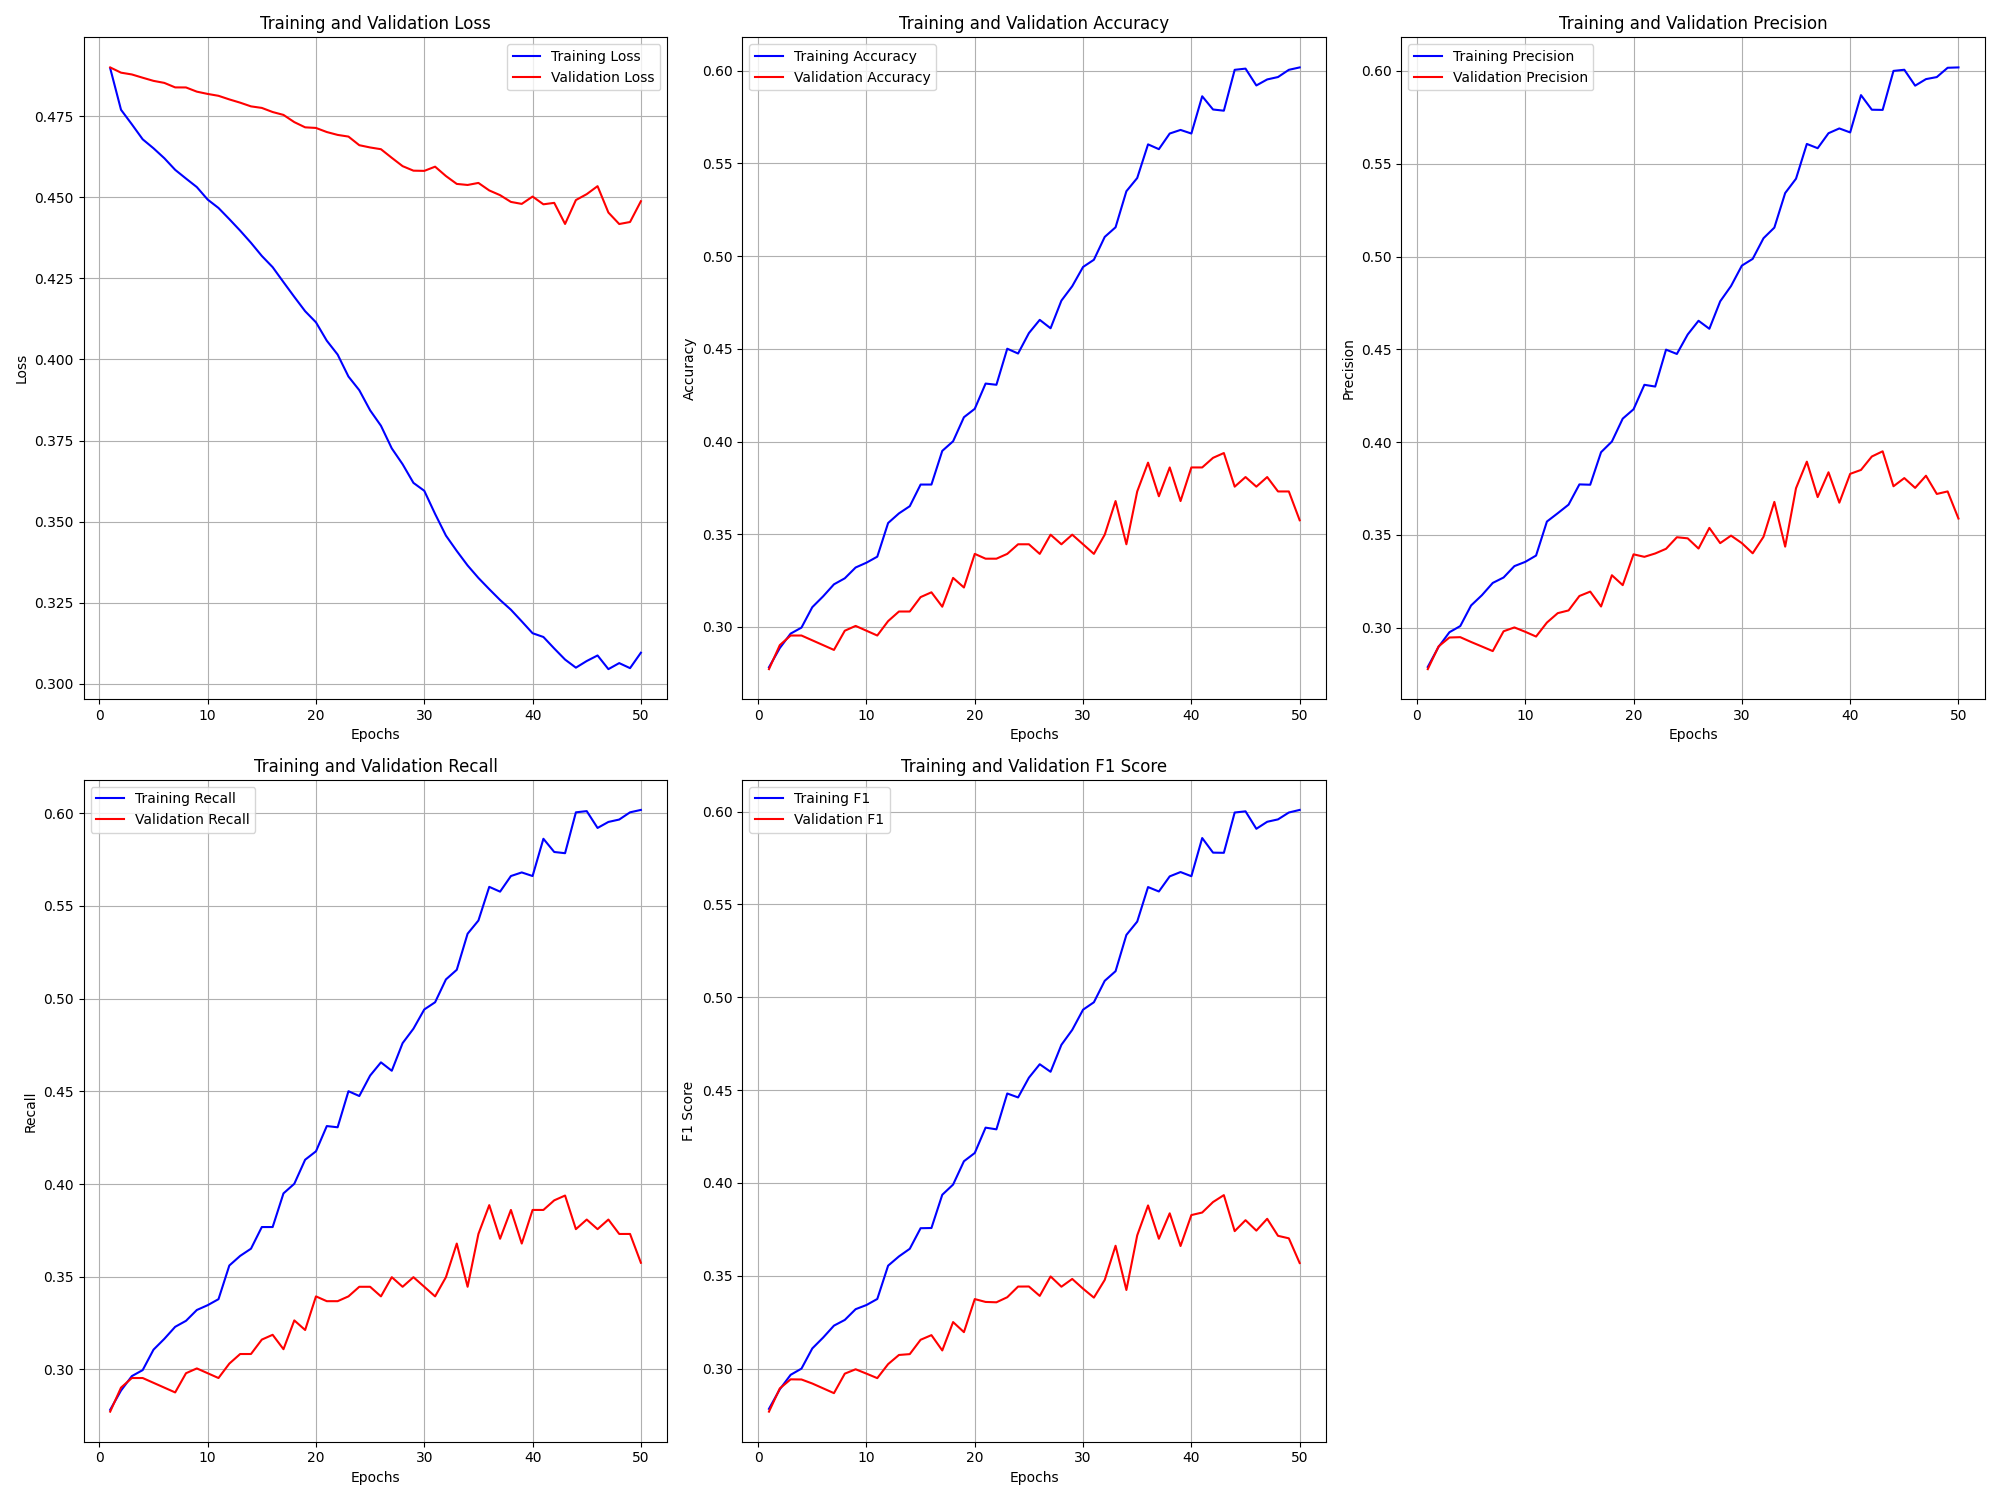 Training and Validation Loss
Training Loss
Validation Loss
0.475
0.450
0.425
0.400
0.375
0.350
0.325
0.300
Loss
0 10 20 30 40 50
Epochs
Training and Validation Accuracy
Training Accuracy
Validation Accuracy
0.60
0.55
0.50
0.45
0.40
0.35
0.30
Accuracy
0 10 20 30 40 50
Epochs
Training and Validation Precision
Training Precision
Validation Precision
0.60
0.55
0.50
0.45
0.40
0.35
0.30
Precision
0 10 20 30 40 50
Epochs
Training and Validation Recall
Training Recall
Validation Recall
0.60
0.55
0.50
0.45
0.40
0.35
0.30
Recall
0 10 20 30 40 50
Epochs
Training and Validation F1 Score
Training F1
Validation F1
0.60
0.55
0.50
0.45
0.40
0.35
0.30
F1 Score
0 10 20 30 40 50
Epochs